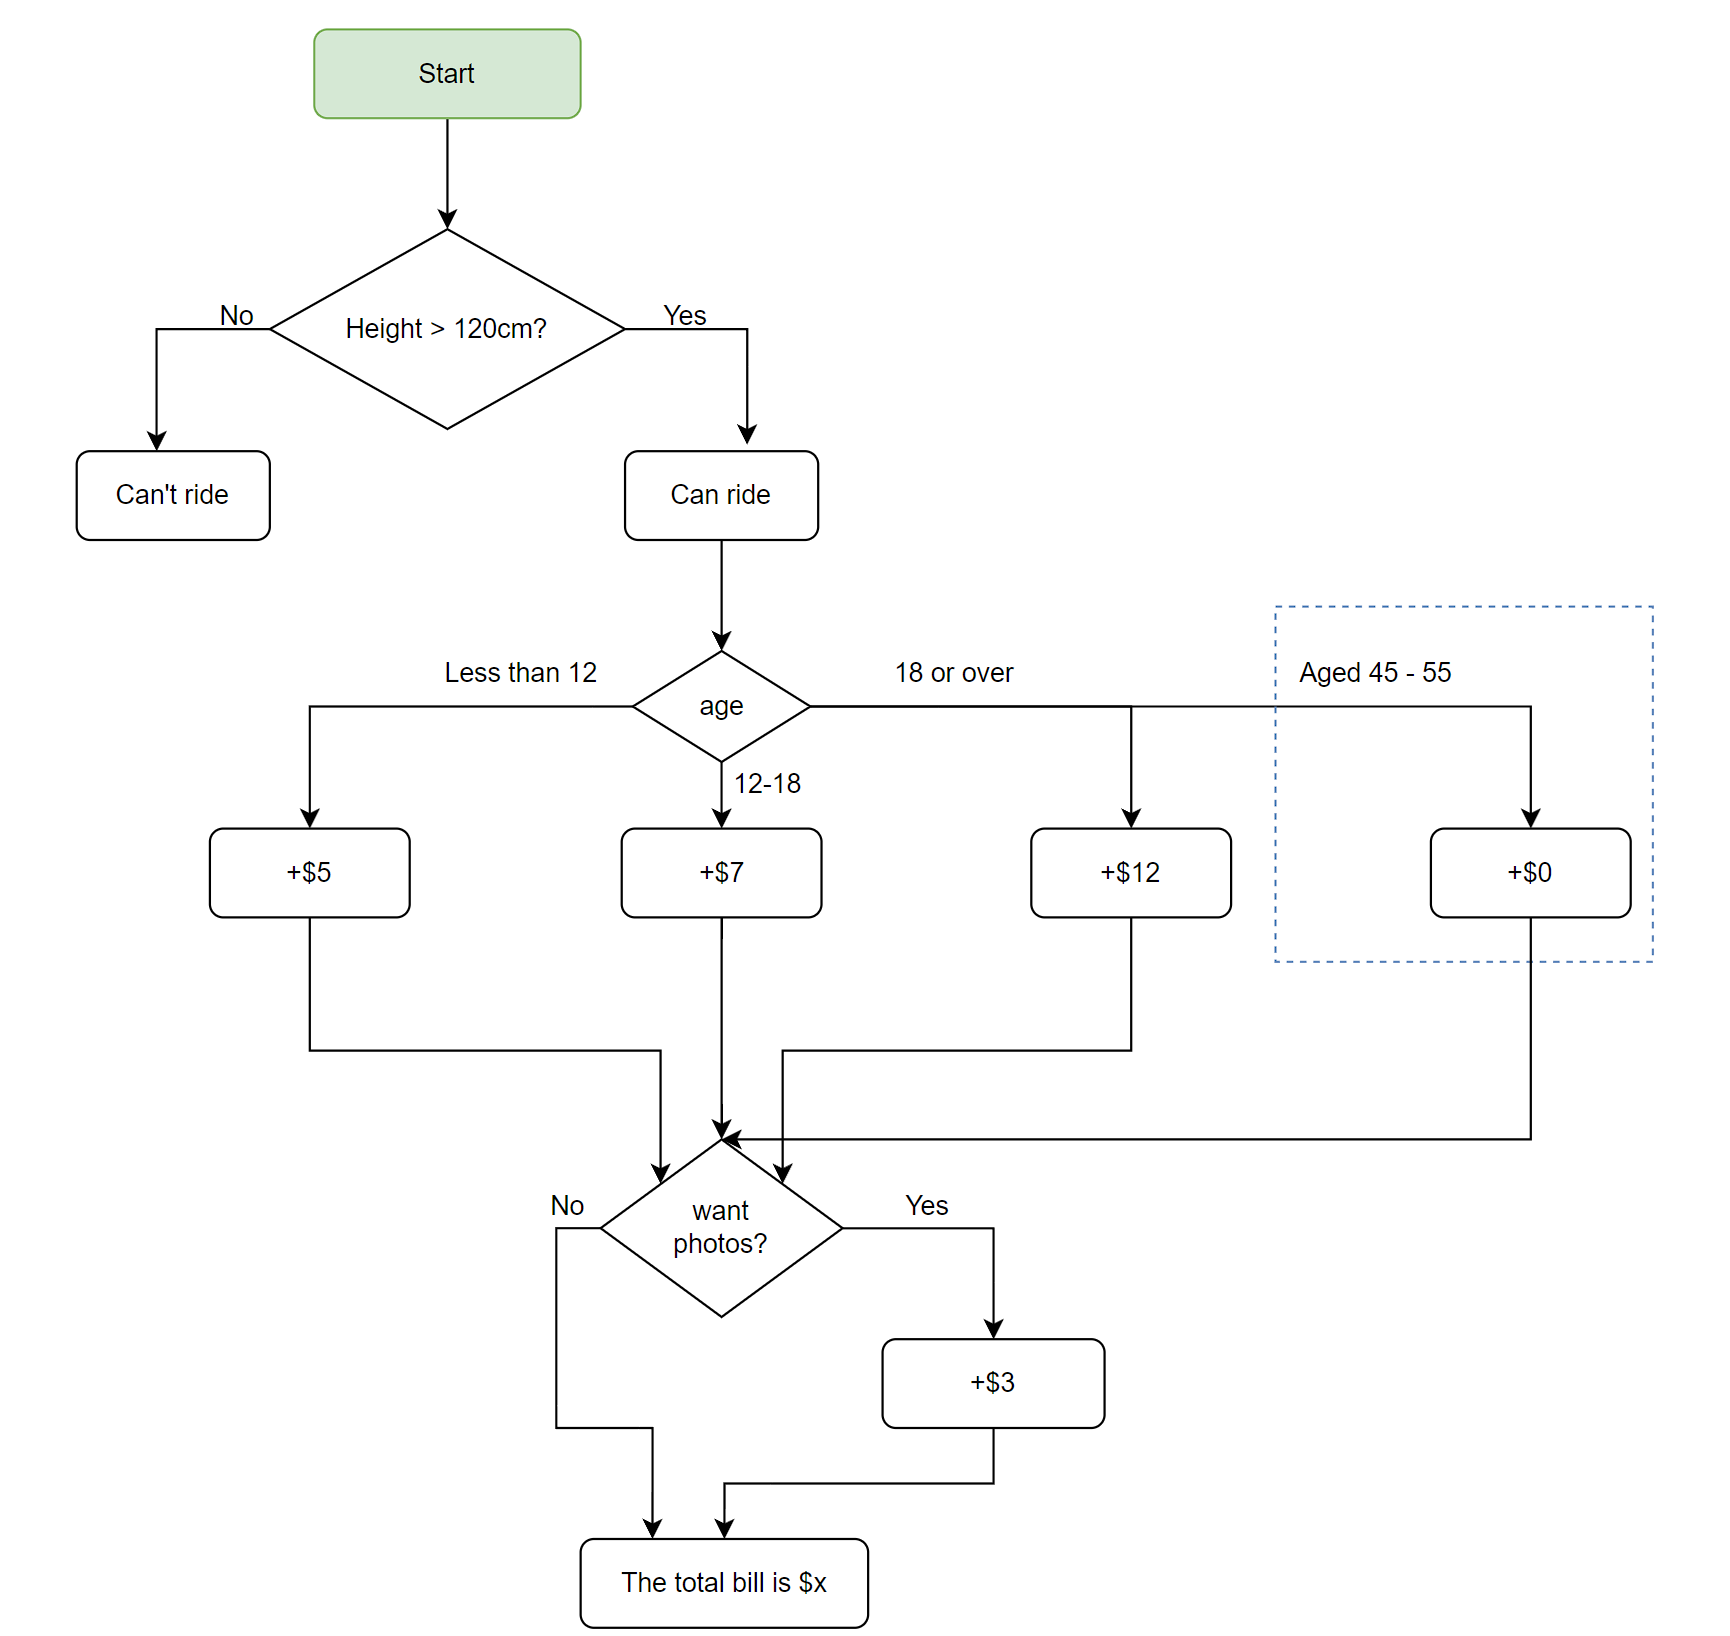 Start
No
Height > 120cm?
Yes
Can't ride
Can ride
Less than 12
age
18 or over
Aged 45 - 55
12-18
+$5
+$7
+$12
+$0
No
want
photos?
Yes
+$3
The total bill is $x